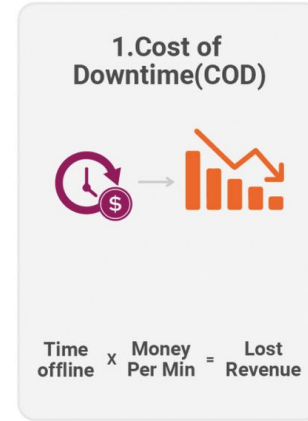 1.Cost of
Downtime(COD)
$
Time offline x Money Per Min = Lost Revenue